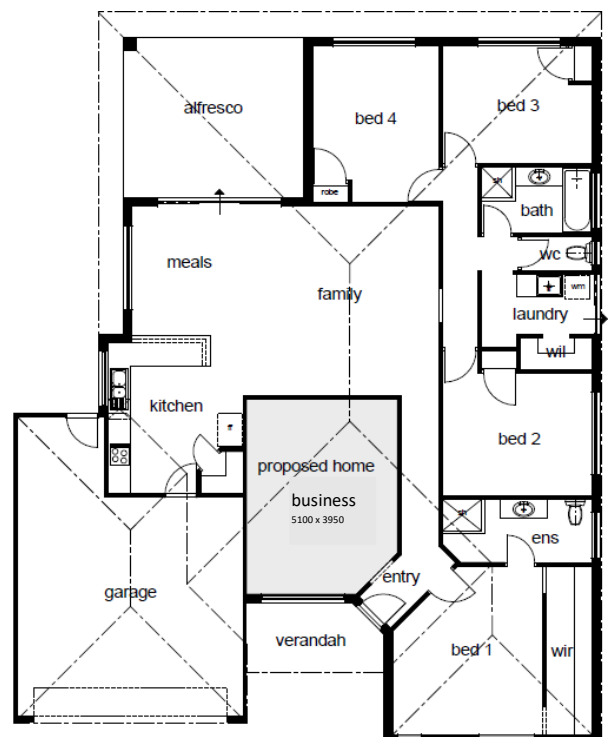 alfresco
bed 4
bed 3
robe
sh
bath
meals
family
wc
wm
laundry
wil
kitchen
bed 2
proposed home
business
5100 x 3950
sh
ens
garage
entry
verandah
bed 1
wir